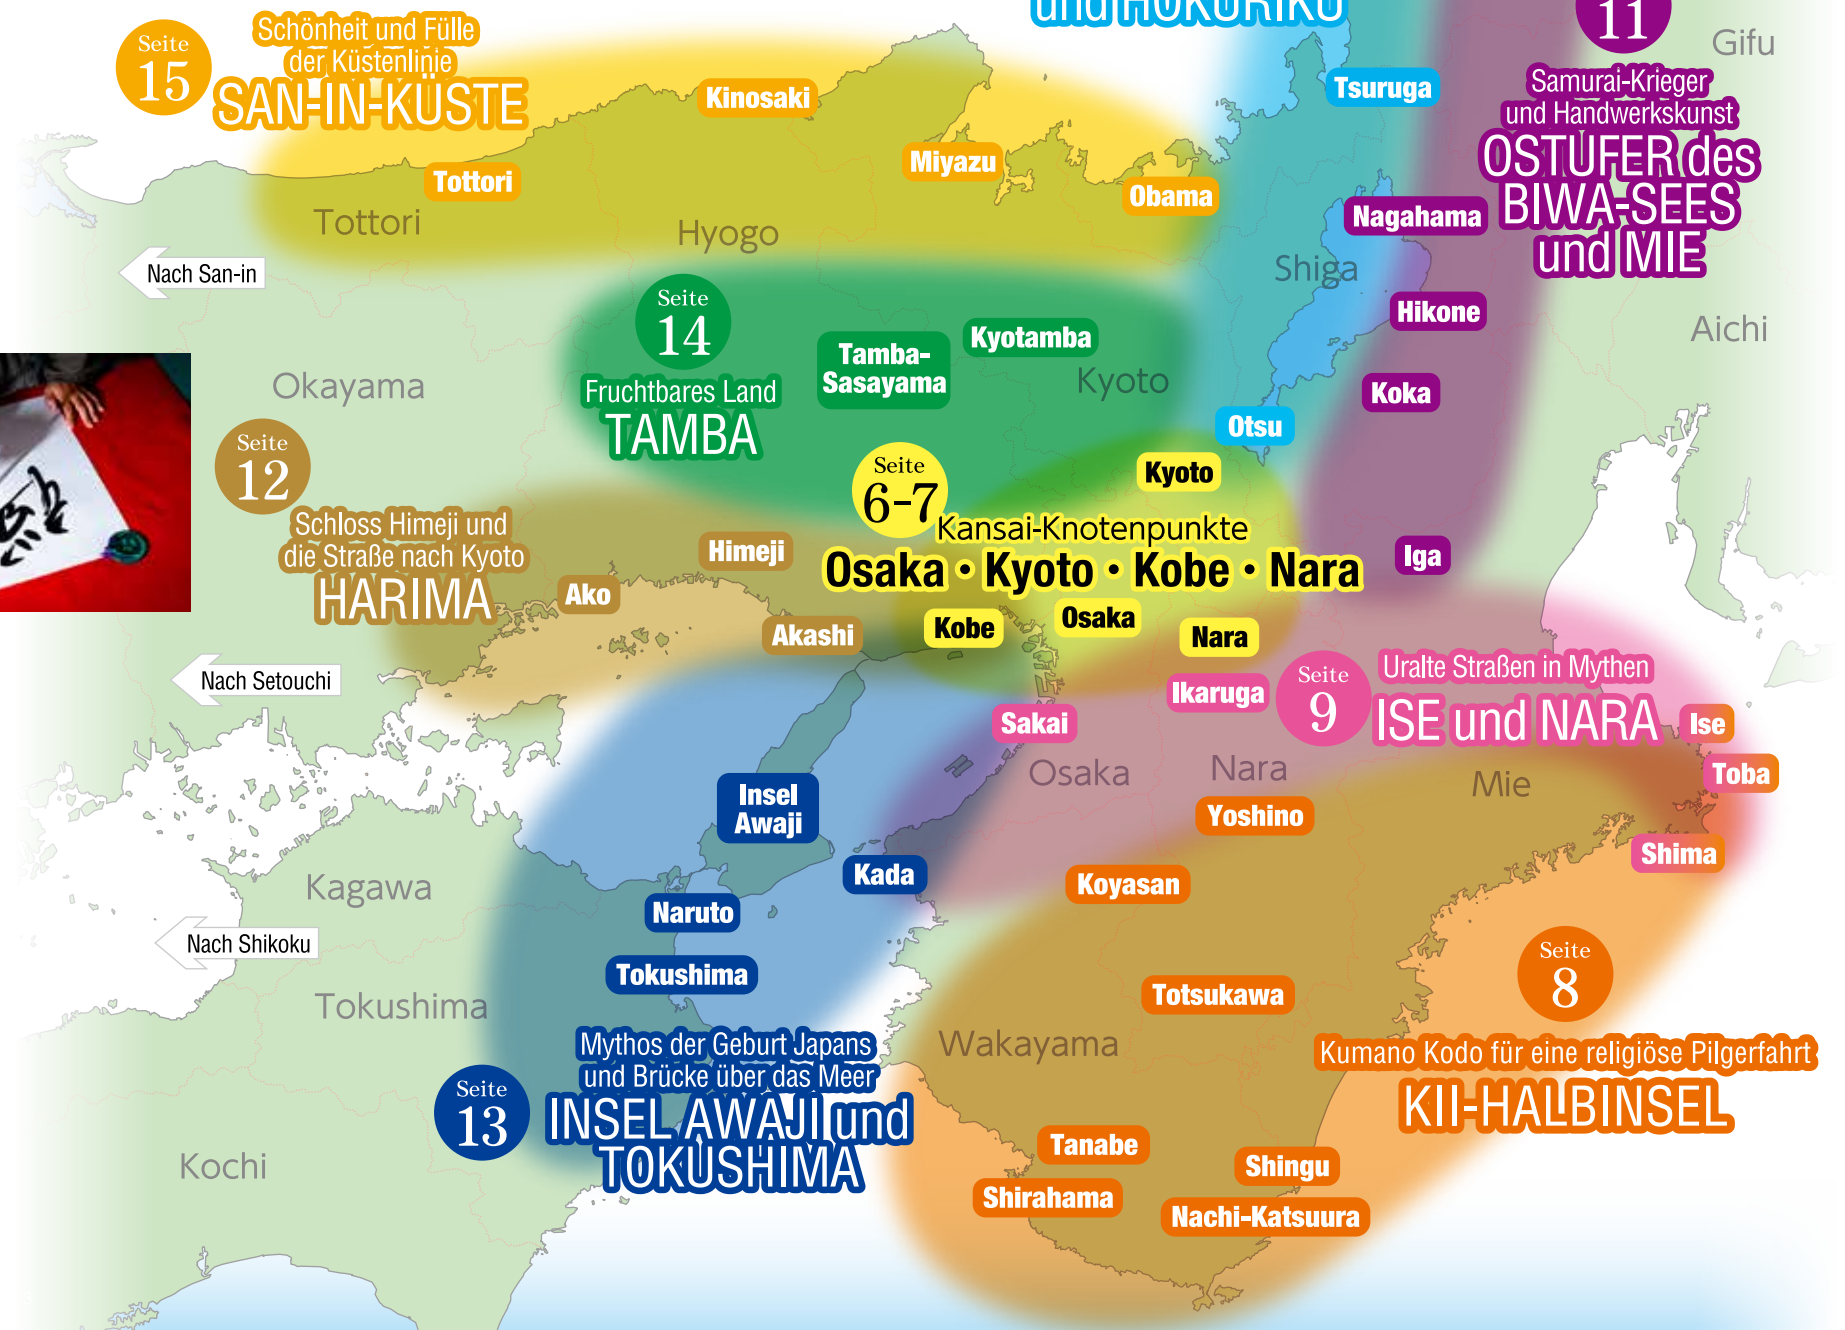 und HOKURIKU
Seite
15
Schönheit und Fülle
der Küstenlinie
SAN-IN-KÜSTE
11
Samurai-Krieger
und Handwerkskunst
OSTUFER des
BIWA-SEES
und MIE
Gifu
Kinosaki
Tsuruga
Tottori
Miyazu
Obama
Nagahama
Tottori
Hyogo
Shiga
Nach San-in
Hikone
Aichi
Seite
14
Fruchtbares Land
TAMBA
Tamba-
Sasayama
Kyotamba
Kyoto
Okayama
Koka
Otsu
Seite
12
Schloss Himeji und
die Straße nach Kyoto
HARIMA
Seite
6-7
Kansai-Knotenpunkte
Osaka • Kyoto • Kobe • Nara
Kyoto
Himeji
Iga
Ako
Akashi
Kobe
Osaka
Nara
Nach Setouchi
Ikaruga
Seite
9
Uralte Straßen in Mythen
ISE und NARA
Sakai
Ise
Osaka
Nara
Mie
Toba
Insel
Awaji
Yoshino
Shima
Kagawa
Kada
Koyasan
Naruto
Nach Shikoku
Tokushima
Tokushima
Totsukawa
Seite
8
Kumano Kodo für eine religiöse Pilgerfahrt
KII-HALBINSEL
Wakayama
Seite
13
Mythos der Geburt Japans
und Brücke über das Meer
INSEL AWAJI und
TOKUSHIMA
Kochi
Tanabe
Shingu
Shirahama
Nachi-Katsuura